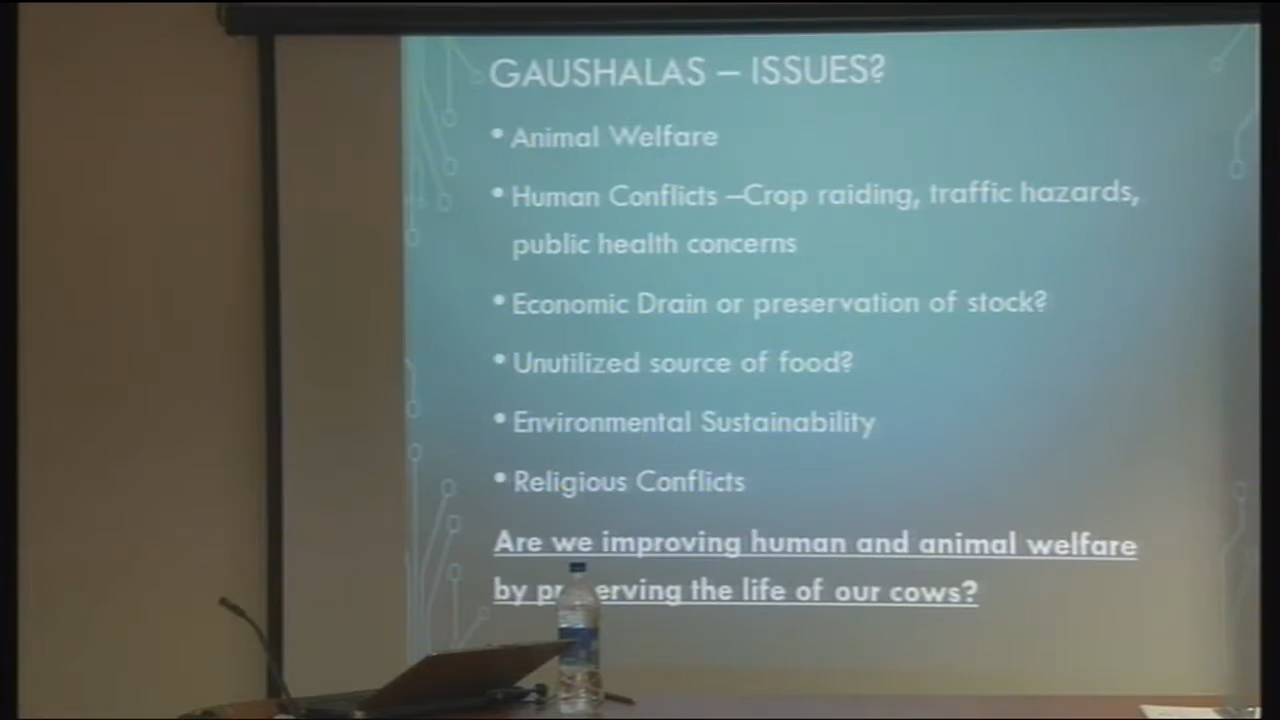 GAUSHALAS – ISSUES?
• Animal Welfare
• Human Conflicts –Crop raiding, traffic hazards,
public health concerns
• Economic Drain or preservation of stock?
• Unutilized source of food?
• Environmental Sustainability
• Religious Conflicts
Are we improving human and animal welfare
by preserving the life of our cows?